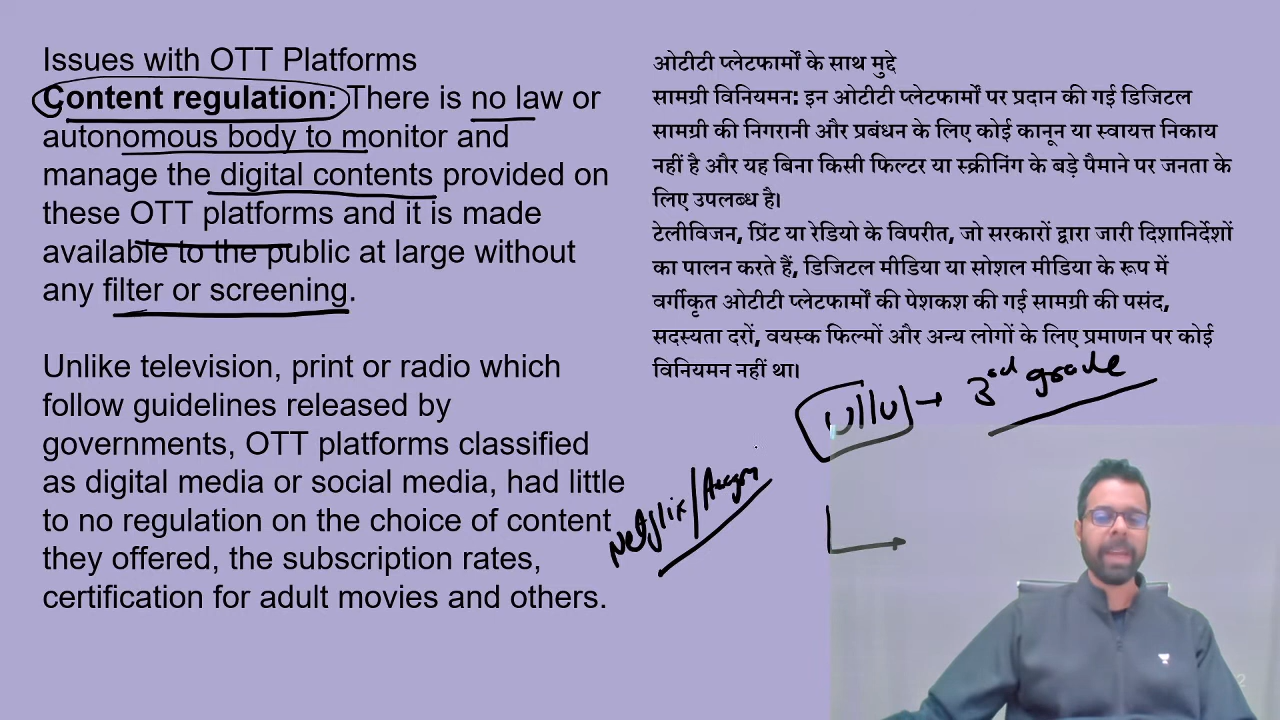 Issues with OTT Platforms
Content regulation: There is no law or
autonomous body to monitor and
manage the digital contents provided on
these OTT platforms and it is made
available to the public at large without
any filter or screening.
Unlike television, print or radio which
follow guidelines released by
governments, OTT platforms classified
as digital media or social media, had little
to no regulation on the choice of content
they offered, the subscription rates,
certification for adult movies and others.
ओटीटी प्लेटफार्मों के साथ मुद्दे
सामग्री विनियमन: इन ओटीटी प्लेटफार्मों पर प्रदान की गई डिजिटल
सामग्री की निगरानी और प्रबंधन के लिए कोई कानून या स्वायत्त निकाय
नहीं है और यह बिना किसी फिल्टर या स्क्रीनिंग के बड़े पैमाने पर जनता के
लिए उपलब्ध है।
टेलीविजन, प्रिंट या रेडियो के विपरीत, जो सरकारों द्वारा जारी दिशानिर्देशों
का पालन करते हैं, डिजिटल मीडिया या सोशल मीडिया के रूप में
वर्गीकृत ओटीटी प्लेटफार्मों की पेशकश की गई सामग्री की पसंद,
सदस्यता दरों, वयस्क फिल्मों और अन्य लोगों के लिए प्रमाणन पर कोई
विनियमन नहीं था।
Ullu → 3rd grade
Netflix/
2